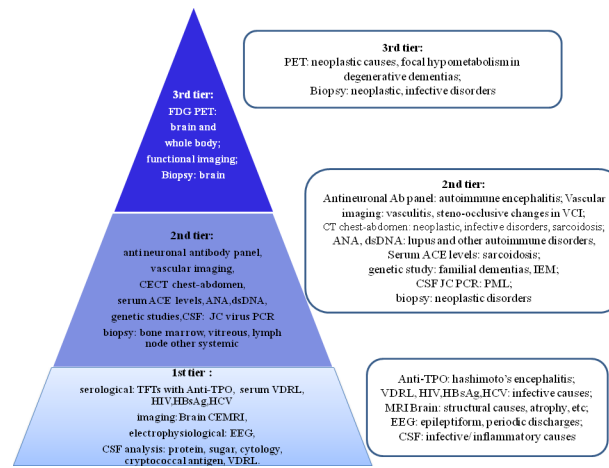 3rd tier:
FDG PET:
brain and
whole body;
functional imaging;
Biopsy: brain
3rd tier:
PET: neoplastic causes, focal hypometabolism in
degenerative dementias;
Biopsy: neoplastic, infective disorders
2nd tier:
antineuronal antibody panel,
vascular imaging,
CECT chest-abdomen,
serum ACE levels, ANA,dsDNA,
genetic studies,CSF: JC virus PCR
biopsy: bone marrow, vitreous, lymph
node other systemic
2nd tier:
Antineuronal Ab panel: autoimmune encephalitis; Vascular
imaging: vasculitis, steno-occlusive changes in VCI;
CT chest-abdomen: neoplastic, infective disorders, sarcoidosis;
ANA, dsDNA: lupus and other autoimmune disorders,
Serum ACE levels: sarcoidosis;
genetic study: familial dementias, IEM;
CSF JC PCR: PML;
biopsy: neoplastic disorders
1st tier :
serological: TFTs with Anti-TPO, serum VDRL,
HIV,HBsAg,HCV
imaging: Brain CEMRI,
electrophysiological: EEG,
CSF analysis: protein, sugar, cytology,
cryptococcal antigen, VDRL.
Anti-TPO: hashimoto's encephalitis;
VDRL, HIV,HBsAg,HCV: infective causes;
MRI Brain: structural causes, atrophy, etc;
EEG: epileptiform, periodic discharges;
CSF: infective/ inflammatory causes